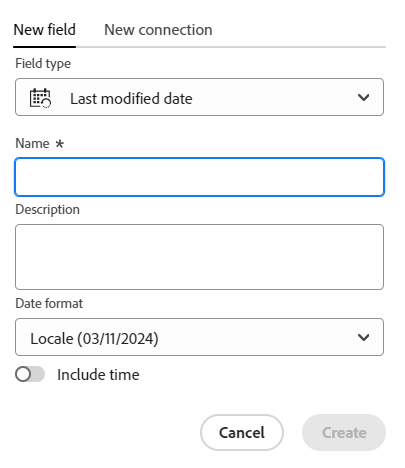 New field New connection
Field type
Last modified date
Name *
Description
Date format
Locale (03/11/2024)
Include time
Cancel Create